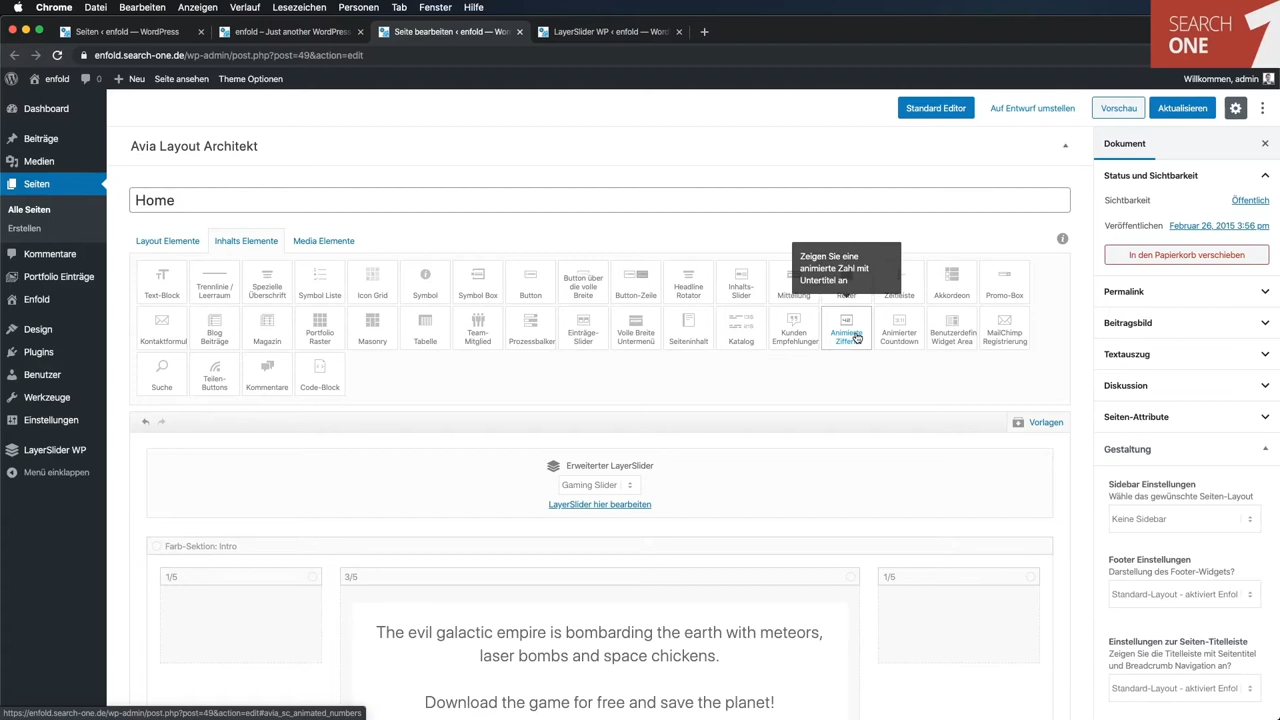 Chrome Datei Bearbeiten Anzeigen Verlauf Lesezeichen Personen Tab Fenster Hilfe
SEARCH
ONE
Seiten ‹ enfold — WordPress
enfold – Just another WordPress
Seite bearbeiten ‹ enfold — Wor
LayerSlider WP ‹ enfold — Word
enfold.search-one.de/wp-admin/post.php?post=49&action=edit
enfold 0 + Neu Seite ansehen Theme Optionen
Willkommen, admin
Dashboard
Beiträge
Medien
Seiten
Alle Seiten
Erstellen
Kommentare
Portfolio Einträge
Enfold
Design
Plugins
Benutzer
Werkzeuge
Einstellungen
LayerSlider WP
Menü einklappen
Standard Editor Auf Entwurf umstellen Vorschau Aktualisieren
Avia Layout Architekt
Home
Layout Elemente Inhalts Elemente Media Elemente
Zeigen Sie eine
animierte Zahl mit
Untertitel an
Text-Block
Trennlinie /
Leerraum
Spezielle
Überschrift
Symbol Liste
Icon Grid
Symbol
Symbol Box
Button
Button über
die volle
Breite
Button-Zeile
Headline
Rotator
Inhalts-
Slider
Mitteilung
Akkordeon
Promo-Box
Kontaktformul
Blog
Beiträge
Magazin
Portfolio
Raster
Masonry
Tabelle
Team-
Mitglied
Prozessbalken
Einträge-
Slider
Volle Breite
Untermenü
Seiteninhalt
Katalog
Kunden
Empfehlungen
Animierte
Ziffern
Animierter
Countdown
Benutzerdefin
Widget Area
MailChimp
Registrierung
Suche
Teilen-
Buttons
Kommentare
Code-Block
Vorlagen
Erweiterter LayerSlider
Gaming Slider
LayerSlider hier bearbeiten
Farb-Sektion: Intro
1/5 3/5 1/5
The evil galactic empire is bombarding the earth with meteors,
laser bombs and space chickens.
Download the game for free and save the planet!
Dokument
Status und Sichtbarkeit
Sichtbarkeit Öffentlich
Veröffentlichen Februar 26, 2015 3:56 pm
In den Papierkorb verschieben
Permalink
Beitragsbild
Textauszug
Diskussion
Seiten-Attribute
Gestaltung
Sidebar Einstellungen
Wähle das gewünschte Seiten-Layout
Keine Sidebar
Footer Einstellungen
Darstellung des Footer-Widgets?
Standard-Layout - aktiviert Enfol
Einstellungen zur Seiten-Titelleiste
Zeigen Sie die Titelleiste mit Seitentitel
und Breadcrumb Navigation an?
Standard-Layout - aktiviert Enfol
https://enfold.search-one.de/wp-admin/post.php?post=49&action=edit#avia_sc_animated_numbers